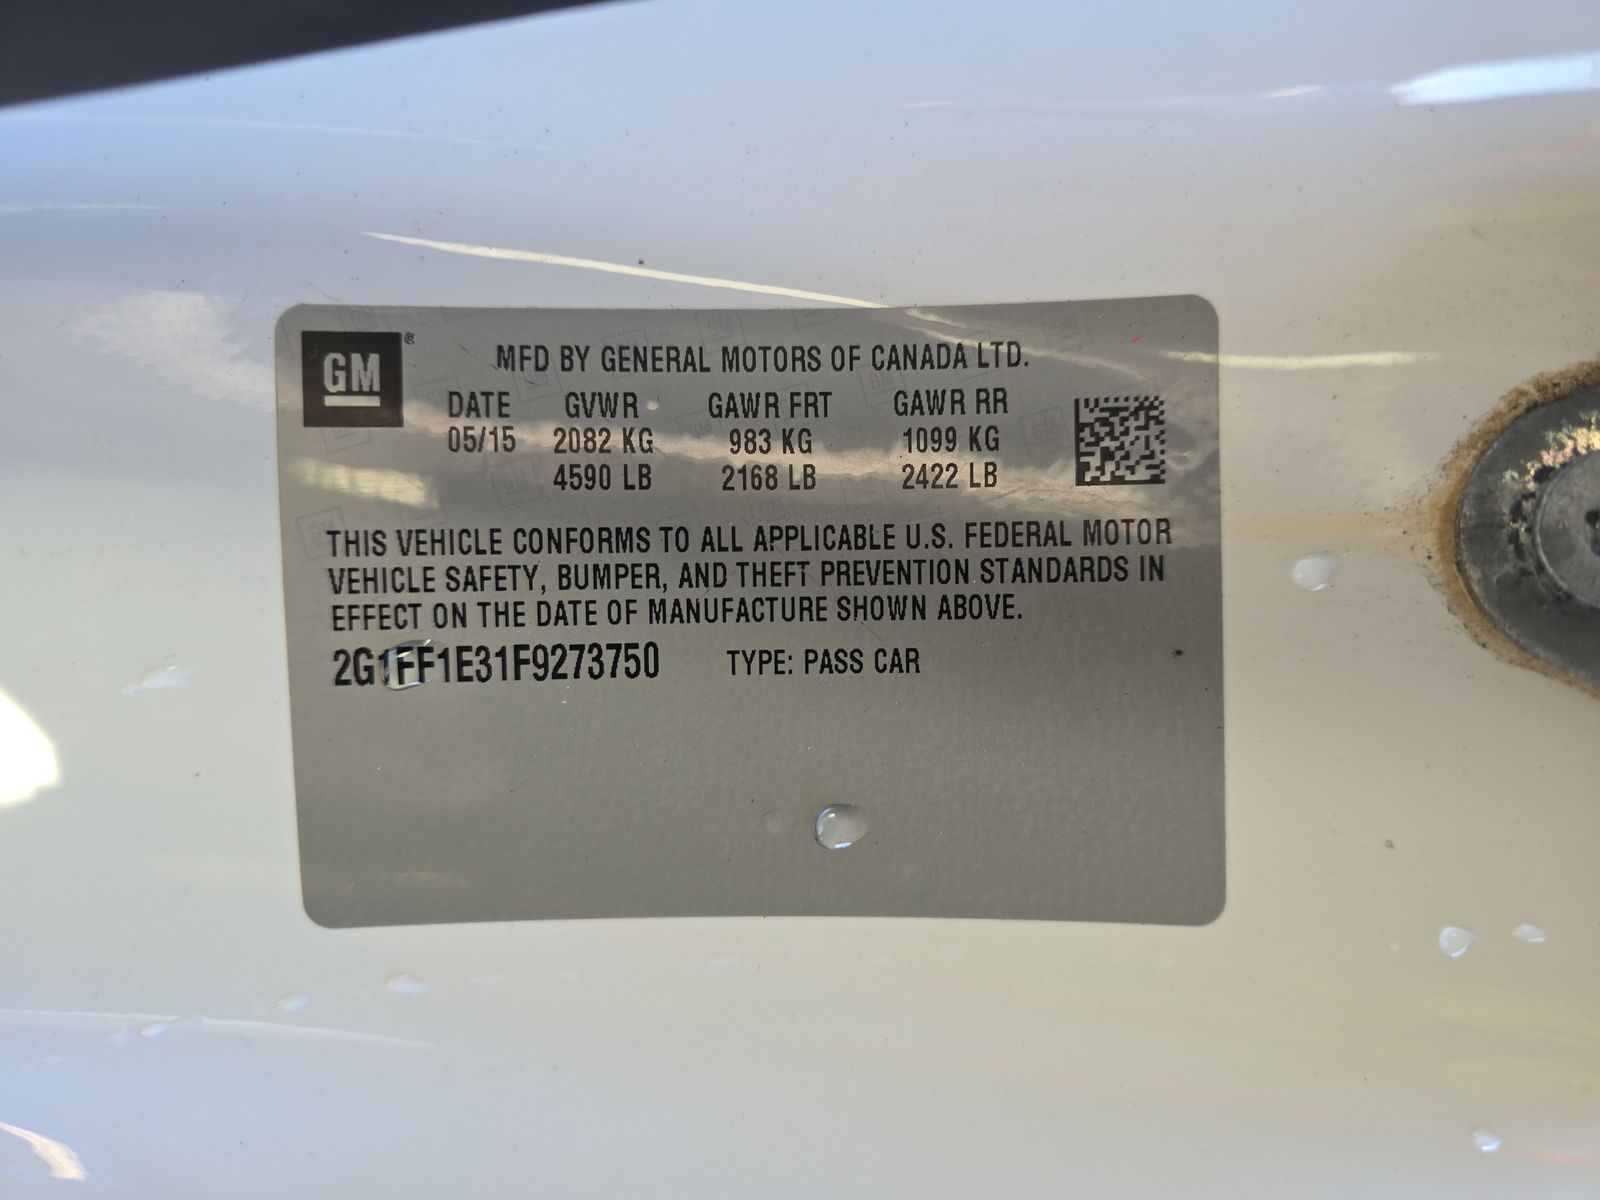 GM
MFD BY GENERAL MOTORS OF CANADA LTD.
DATE GVWR GAWR FRT GAWR RR
05/15 2082 KG 983 KG 1099 KG
4590 LB 2168 LB 2422 LB
THIS VEHICLE CONFORMS TO ALL APPLICABLE U.S. FEDERAL MOTOR
VEHICLE SAFETY, BUMPER, AND THEFT PREVENTION STANDARDS IN
EFFECT ON THE DATE OF MANUFACTURE SHOWN ABOVE.
2G1FF1E31F9273750 TYPE: PASS CAR